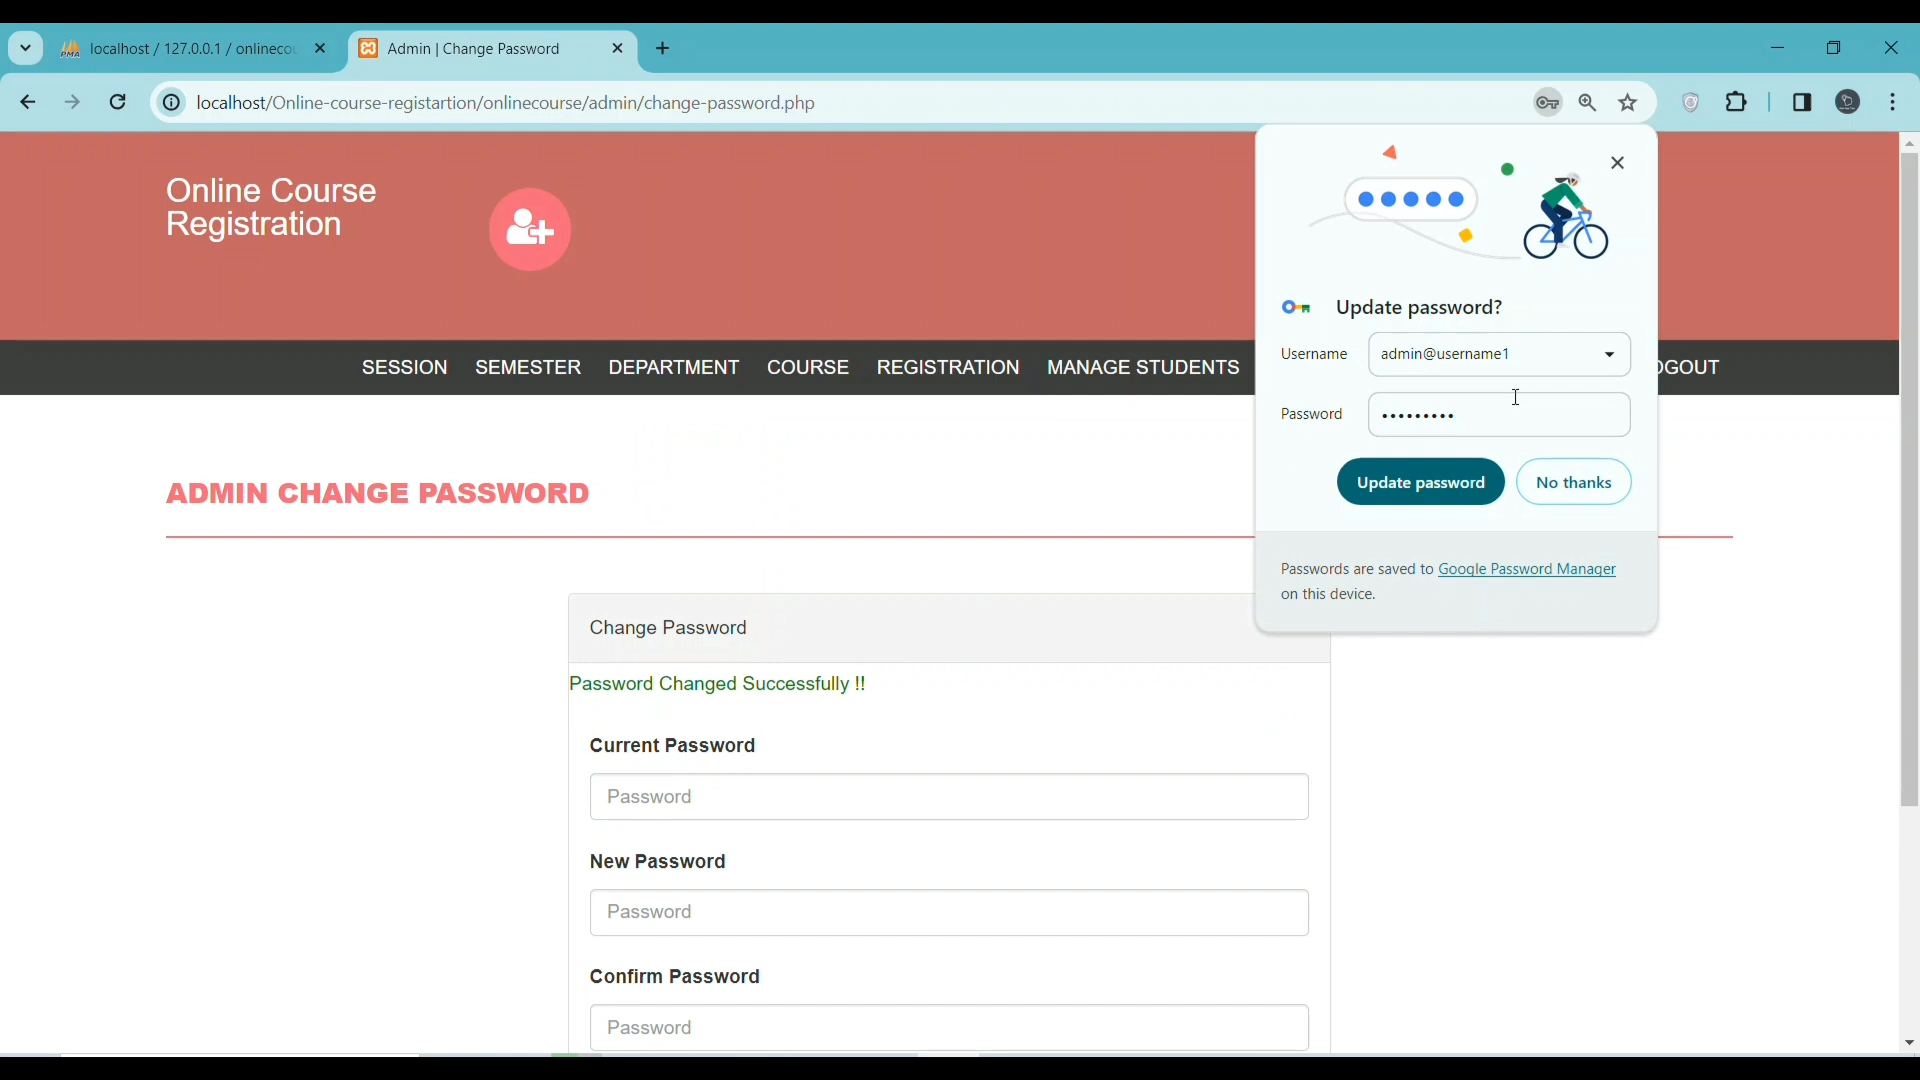 localhost / 127.0.0.1 / onlinecou
Admin | Change Password
localhost/Online-course-registartion/onlinecourse/admin/change-password.php
Online Course
Registration
SESSION SEMESTER DEPARTMENT COURSE REGISTRATION MANAGE STUDENTS OGOUT
Update password?
Username admin@username1
Password •••••••••
Update password No thanks
Passwords are saved to Google Password Manager
on this device.
ADMIN CHANGE PASSWORD
Change Password
Password Changed Successfully !!
Current Password
Password
New Password
Password
Confirm Password
Password